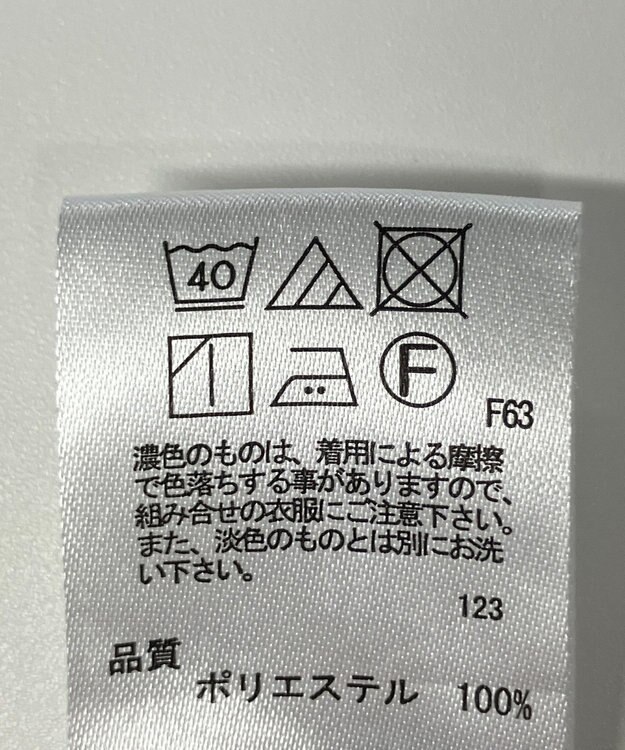 40
F
F63
濃色のものは、着用による摩擦
で色落ちする事がありますので、
組み合せの衣服にご注意下さい。
また、淡色のものとは別にお洗
い下さい。
123
品質
ポリエステル 100%